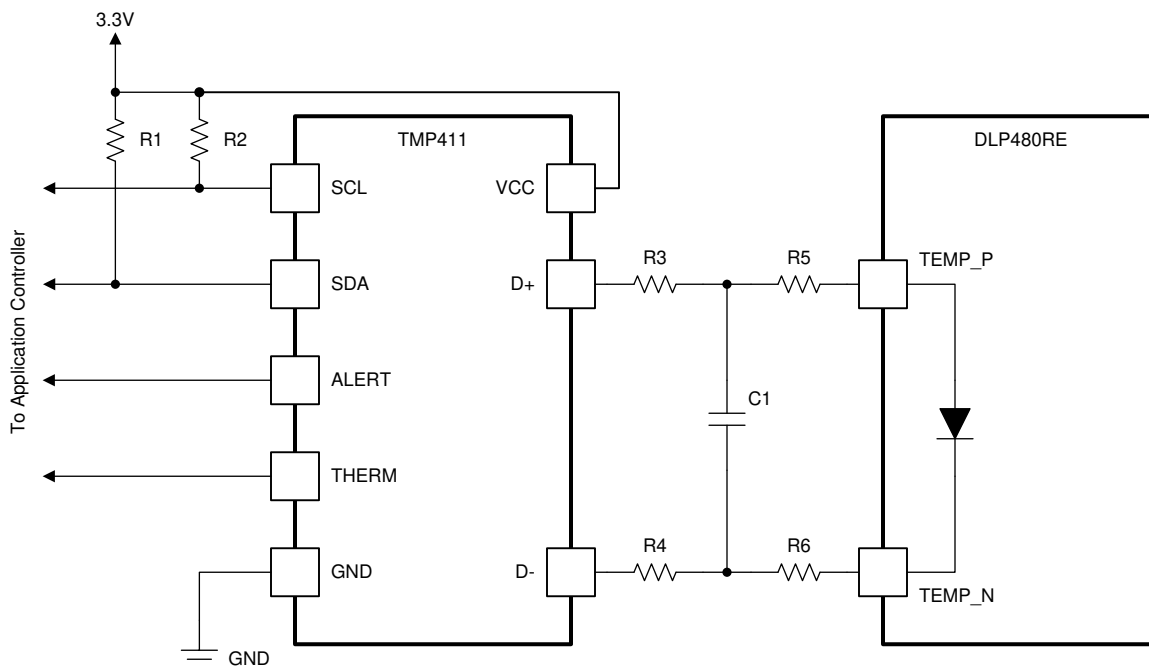 3.3V
R1
R2
TMP411
DLP480RE
SCL
VCC
To Application Controller
SDA
D+
R3
R5
TEMP_P
ALERT
C1
THERM
GND
D-
R4
R6
TEMP_N
GND